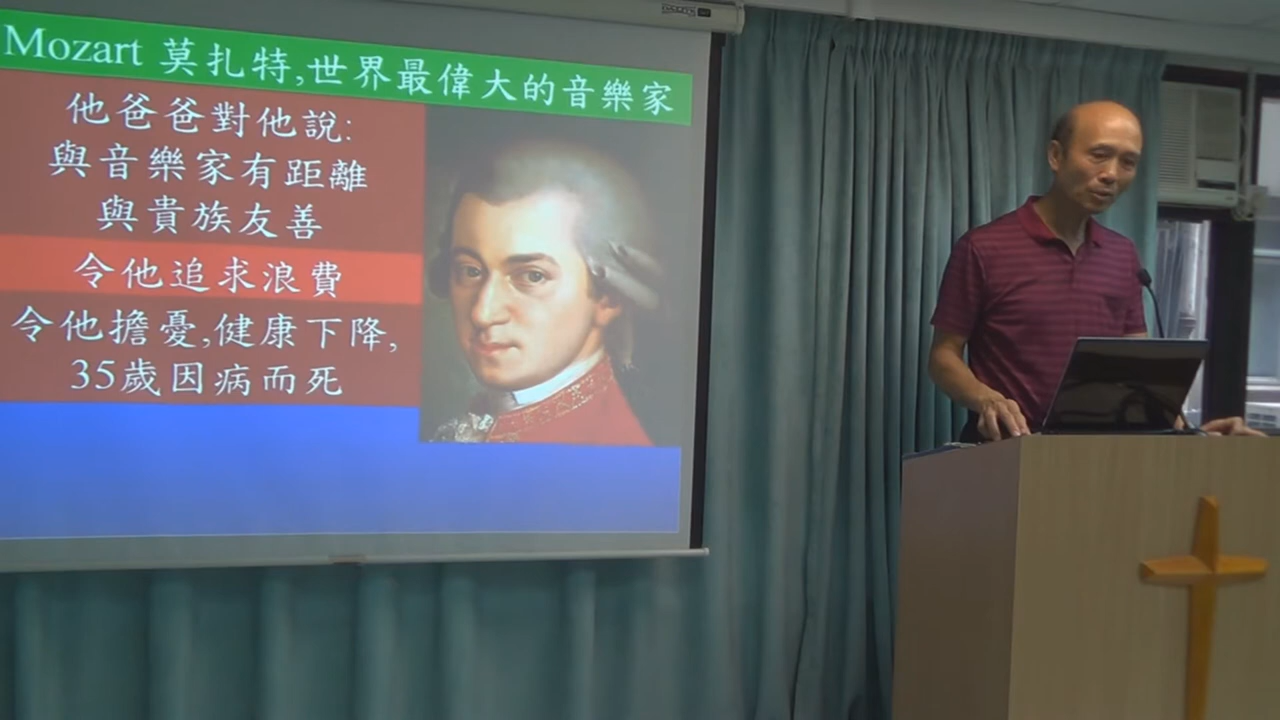 Mozart 莫扎特,世界最偉大的音樂家
他爸爸對他說:
與音樂家有距離
與貴族友善
令他追求浪費
令他擔憂,健康下降,
35歲因病而死